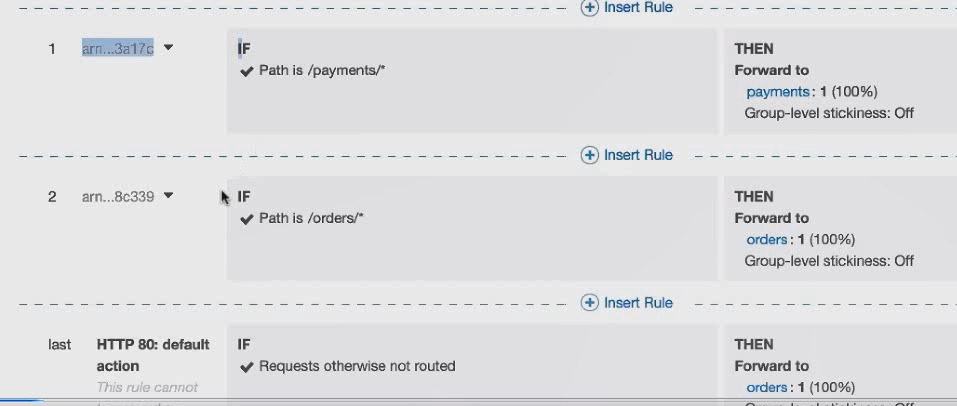 Insert Rule
1 arn...3a17c IF THEN
Path is /payments/* Forward to
payments : 1 (100%)
Group-level stickiness: Off
Insert Rule
2 arn...8c339 IF THEN
Path is /orders/* Forward to
orders : 1 (100%)
Group-level stickiness: Off
Insert Rule
last HTTP 80: default action IF THEN
Requests otherwise not routed Forward to
This rule cannot orders : 1 (100%)